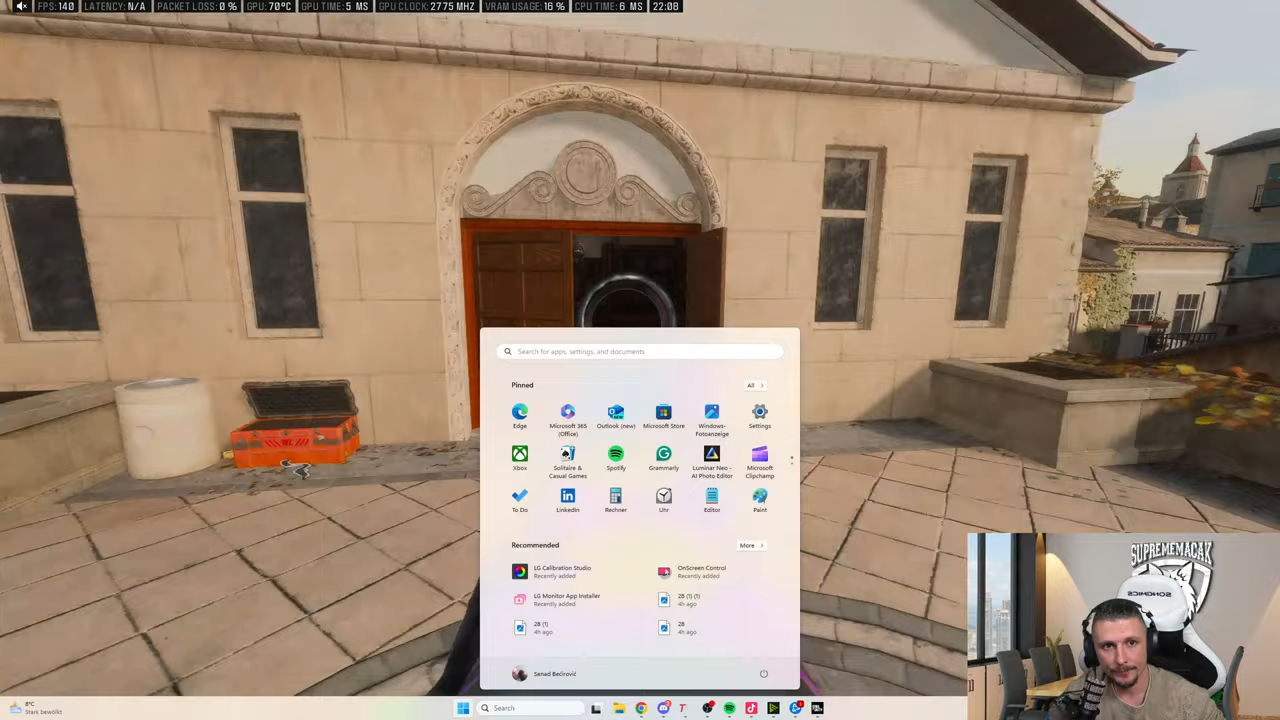 FPS: 140 LATENCY: N/A PACKET LOSS: 0 % GPU: 70°C GPU TIME: 5 MS GPU CLOCK: 2775 MHZ VRAM USAGE: 16 % CPU TIME: 6 MS 22:08
Search for apps, settings, and documents
Pinned
All
Edge
Microsoft 365 (Office)
Outlook (new)
Microsoft Store
Windows-Fotoanzeige
Settings
Xbox
Solitaire & Casual Games
Spotify
Grammarly
Luminar Neo - AI Photo Editor
Microsoft Clipchamp
To Do
LinkedIn
Rechner
Uhr
Editor
Paint
Recommended
More
LG Calibration Studio
Recently added
OnScreen Control
Recently added
LG Monitor App Installer
Recently added
28 (1) (1)
4h ago
28 (1)
4h ago
28
4h ago
Senad Bećirović
SUPREMEMACAK
SONGMICS
8°C
Stark bewölkt
Search